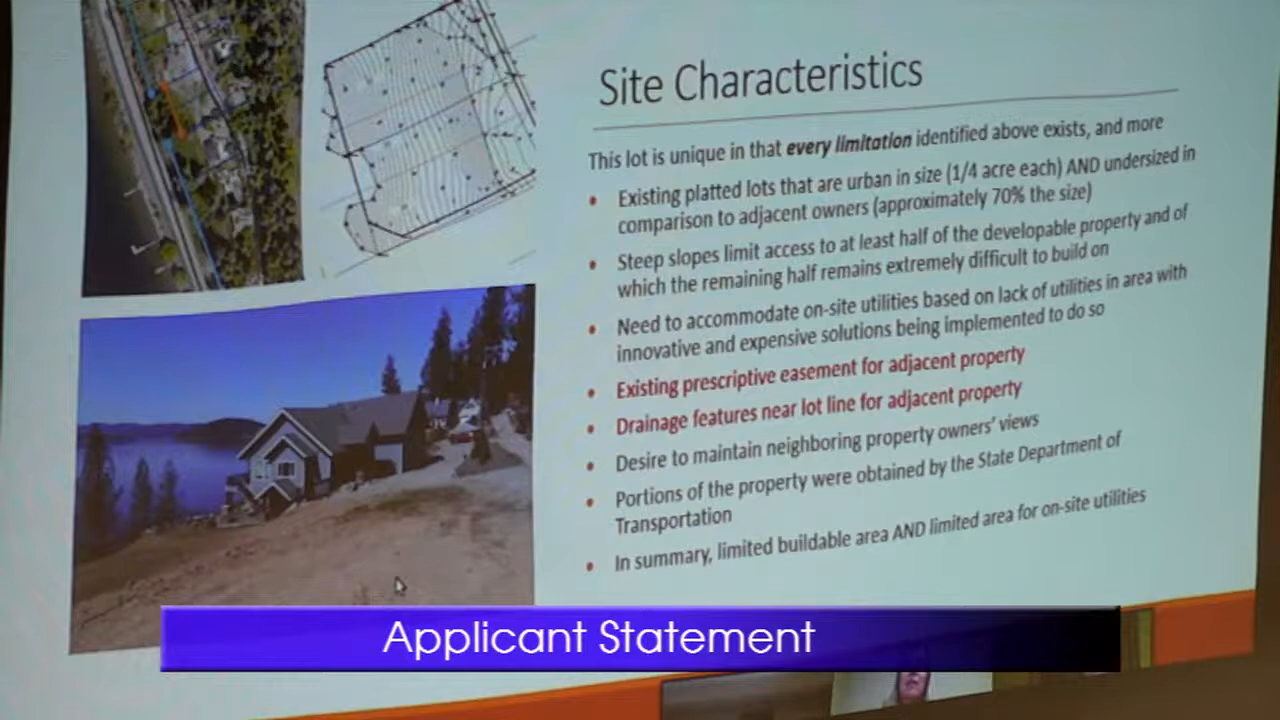 Site Characteristics
This lot is unique in that every limitation identified above exists, and more
• Existing platted lots that are urban in size (1/4 acre each) AND undersized in
comparison to adjacent owners (approximately 70% the size)
• Steep slopes limit access to at least half of the developable property and of
which the remaining half remains extremely difficult to build on
• Need to accommodate on-site utilities based on lack of utilities in area with
innovative and expensive solutions being implemented to do so
• Existing prescriptive easement for adjacent property
• Drainage features near lot line for adjacent property
• Desire to maintain neighboring property owners' views
• Portions of the property were obtained by the State Department of
Transportation
• In summary, limited buildable area AND limited area for on-site utilities
Applicant Statement